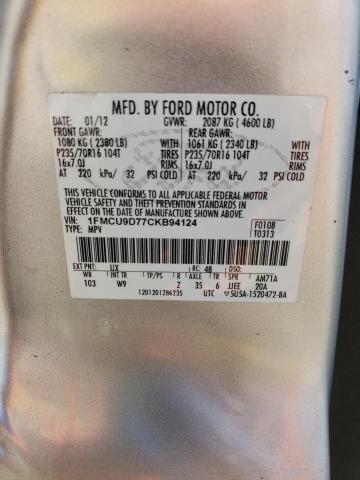 MFD. BY FORD MOTOR CO.
DATE: 01/12 GVWR: 2087 KG (4600 LB)
FRONT GAWR: REAR GAWR:
1080 KG (2380 LB) WITH 1061 KG (2340 LB) WITH
P235/70R16 104T TIRES P235/70R16 104T TIRES
16x7.0J RIMS 16x7.0J RIMS
AT 220 kPa/ 32 PSI COLD AT 220 kPa/ 32 PSI COLD
THIS VEHICLE CONFORMS TO ALL APPLICABLE FEDERAL MOTOR
VEHICLE SAFETY AND THEFT PREVENTION STANDARDS IN EFFECT
ON THE DATE OF MANUFACTURE SHOWN ABOVE.
VIN: 1FMCU9D77CKB94124 F0108
TYPE: MPV T0313
EXT PNT: UX RC: 48 DSO:
WB INT TR TP/PS R AXLE TR SPR AM71A
103 W9 Z 35 6 JJEE 20A
12012012B6235 UTC ▽5U5A-1520472-BA